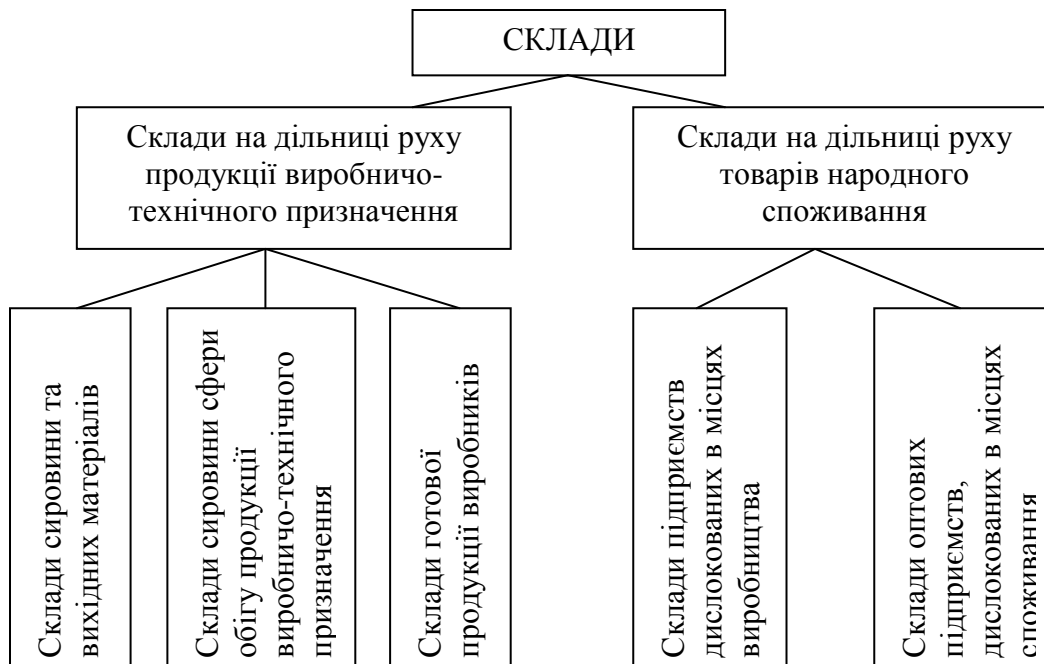 СКЛАДИ
Склади на дільниці руху
продукції виробничо-
технічного призначення
Склади на дільниці руху
товарів народного
споживання
Склади сировини та
вихідних матеріалів
Склади сировини сфери
обігу продукції
виробничо-технічного
призначення
Склади готової
продукції виробників
Склади підприємств
дислокованих в місцях
виробництва
Склади оптових
підприємств,
дислокованих в місцях
споживання